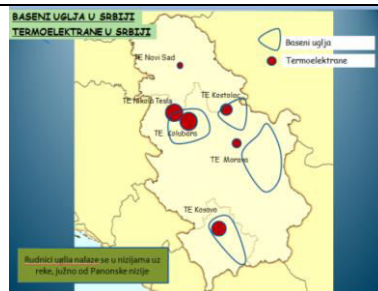 BASENI UGLJA U SRBIJI
TERMOELEKTRANE U SRBIJI
Baseni uglja
Termoelektrane
TE Novi Sad
TE Kostolac
TE Nikola Tesla
TE Kolubara
TE Morava
TE Kosovo
Rudnici uglja nalaze se u nizijama uz
reke, južno od Panonske nizije